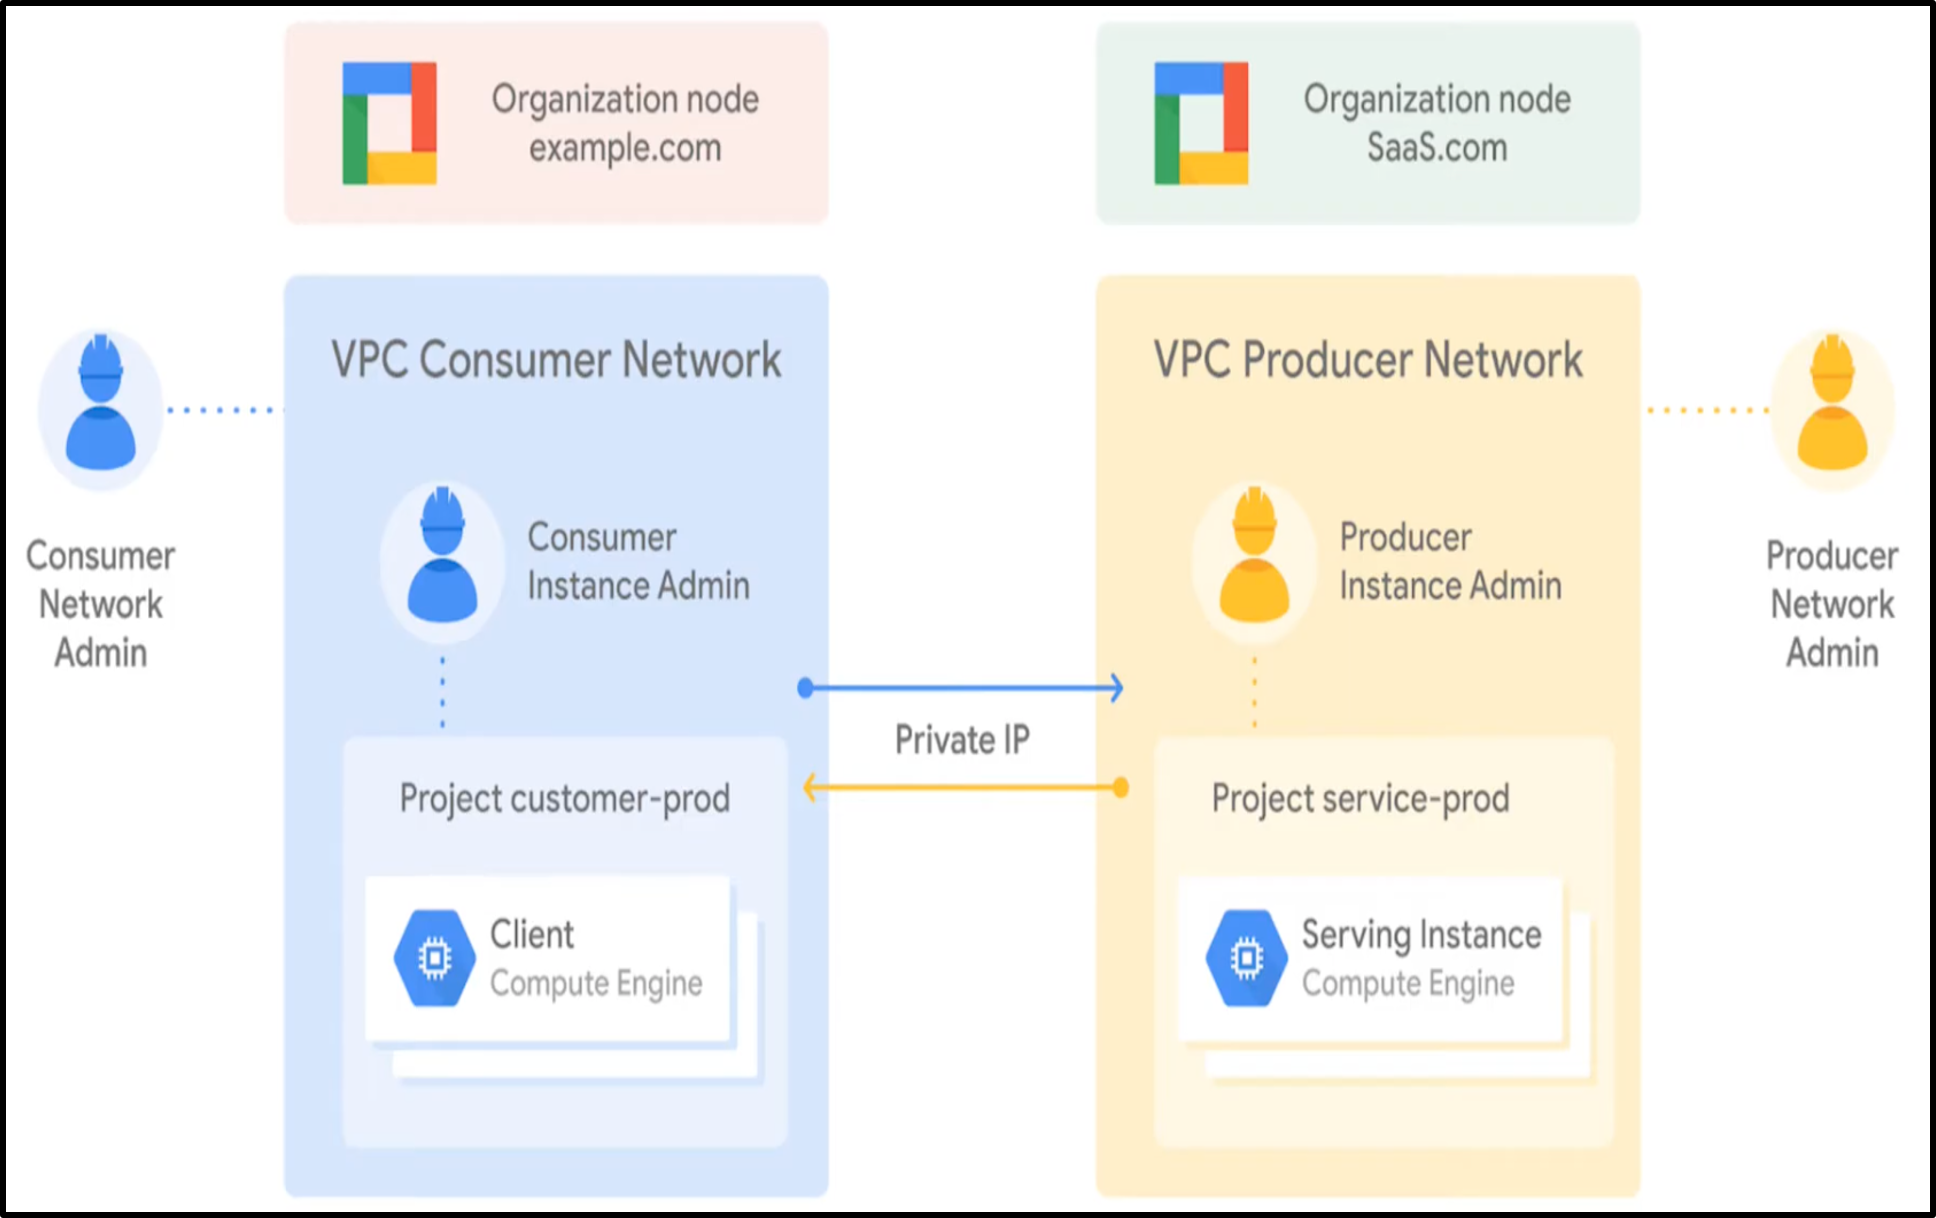 Organization node
example.com
Organization node
SaaS.com
VPC Consumer Network
VPC Producer Network
Consumer
Network
Admin
Consumer
Instance Admin
Producer
Instance Admin
Producer
Network
Admin
Private IP
Project customer-prod
Project service-prod
Client
Compute Engine
Serving Instance
Compute Engine